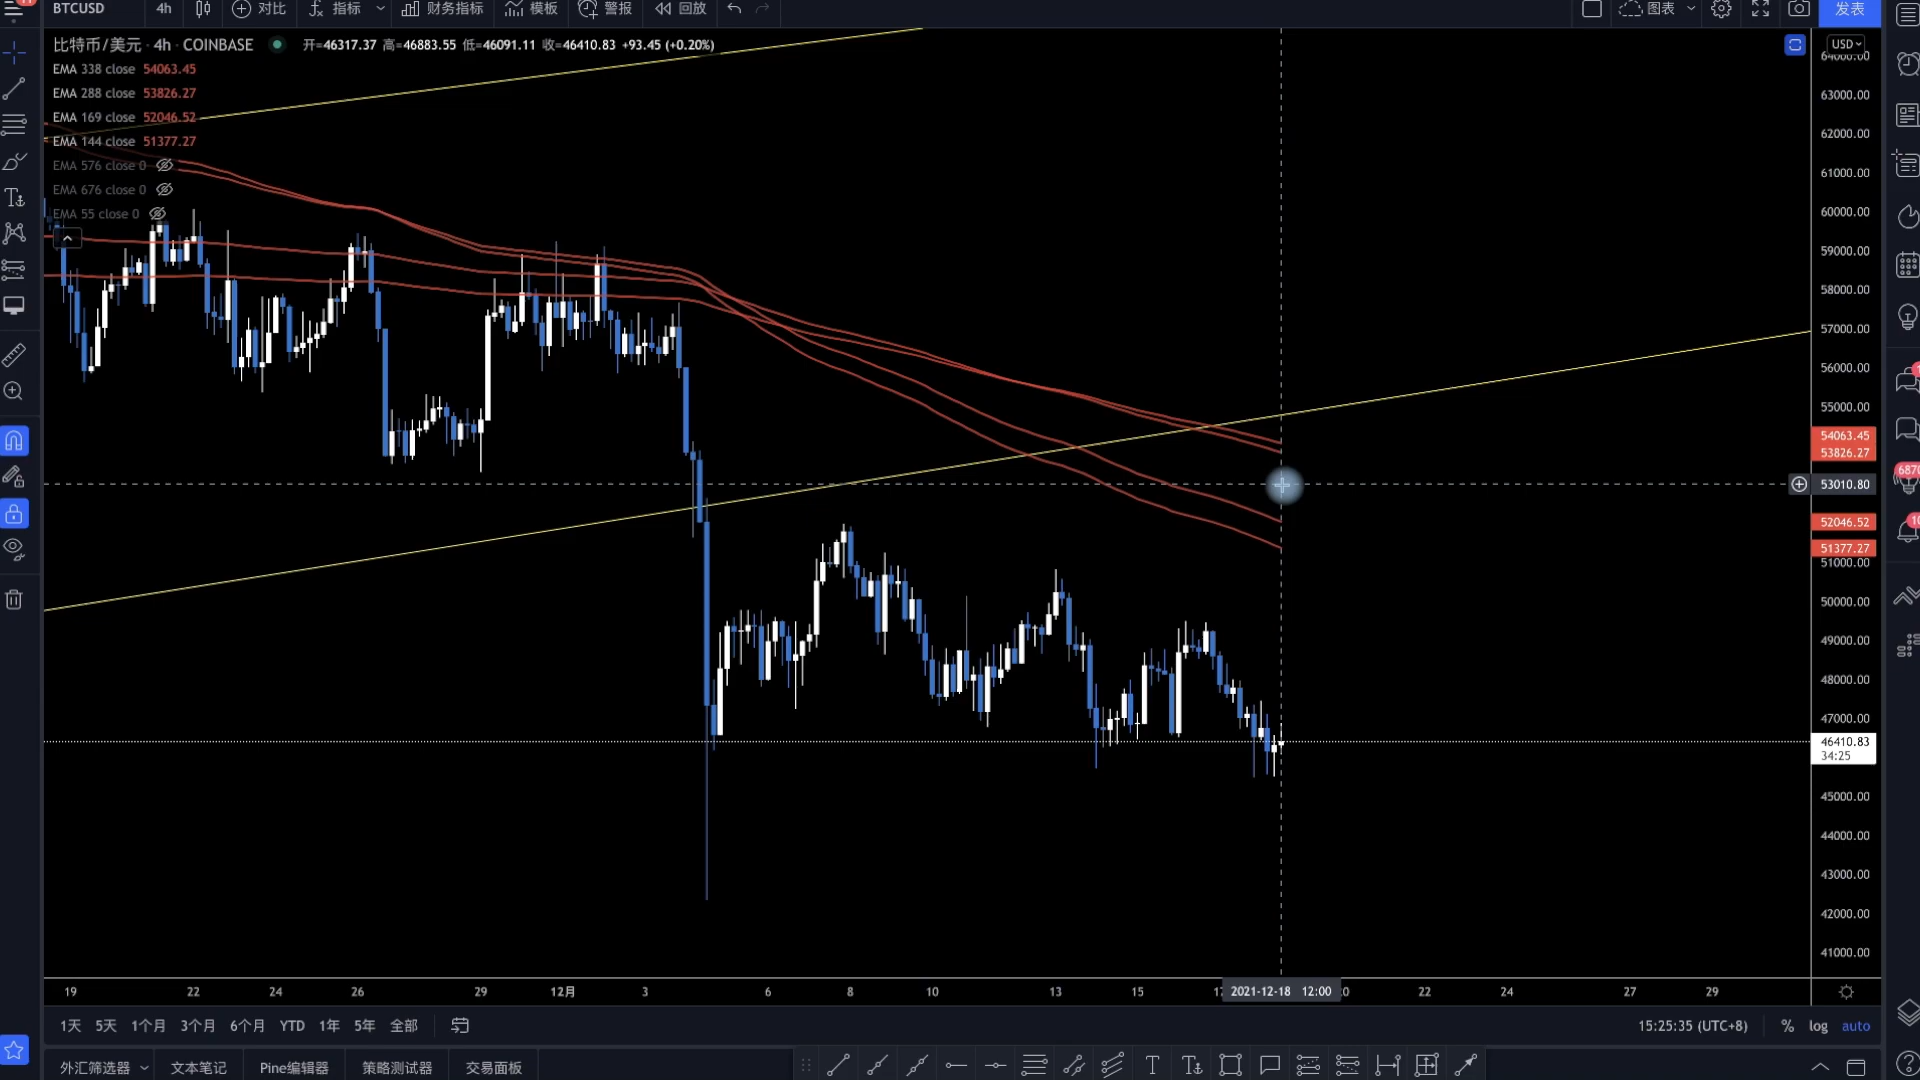 BTCUSD 4h 对比 指标 财务指标 模板 警报 回放 图表 发表
比特币/美元 · 4h · COINBASE 开=46317.37 高=46883.55 低=46091.11 收=46410.83 +93.45 (+0.20%)
USD
EMA 338 close 54063.45
EMA 288 close 53826.27
EMA 169 close 52046.52
EMA 144 close 51377.27
EMA 576 close 0
EMA 676 close 0
EMA 55 close 0
64000.00
63000.00
62000.00
61000.00
60000.00
59000.00
58000.00
57000.00
56000.00
55000.00
54063.45
53826.27
53010.80
52046.52
51377.27
51000.00
50000.00
49000.00
48000.00
47000.00
46410.83
34:25
45000.00
44000.00
43000.00
42000.00
41000.00
19 22 24 26 29 12月 3 6 8 10 13 15 2021-12-18 12:00 22 24 27 29
1天 5天 1个月 3个月 6个月 YTD 1年 5年 全部 15:25:35 (UTC+8) % log auto
外汇筛选器 文本笔记 Pine编辑器 策略测试器 交易面板